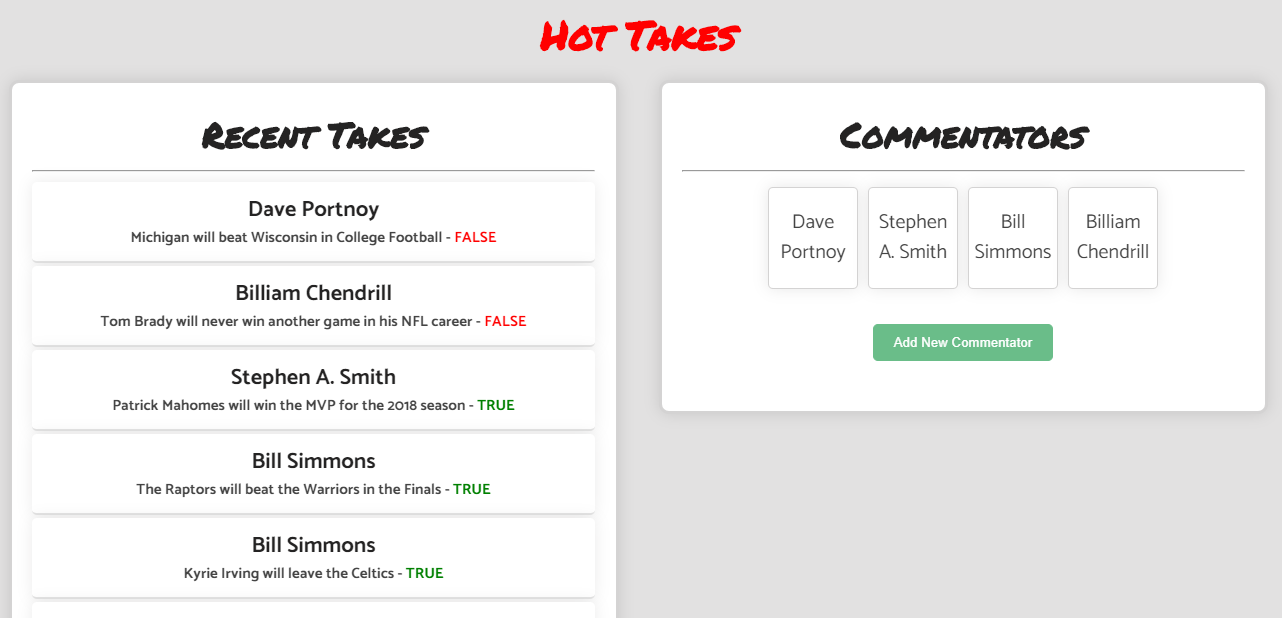 Hot Takes
Recent Takes
Dave Portnoy
Michigan will beat Wisconsin in College Football - FALSE
Billiam Chendrill
Tom Brady will never win another game in his NFL career - FALSE
Stephen A. Smith
Patrick Mahomes will win the MVP for the 2018 season - TRUE
Bill Simmons
The Raptors will beat the Warriors in the Finals - TRUE
Bill Simmons
Kyrie Irving will leave the Celtics - TRUE
Commentators
Dave
Portnoy
Stephen
A. Smith
Bill
Simmons
Billiam
Chendrill
Add New Commentator